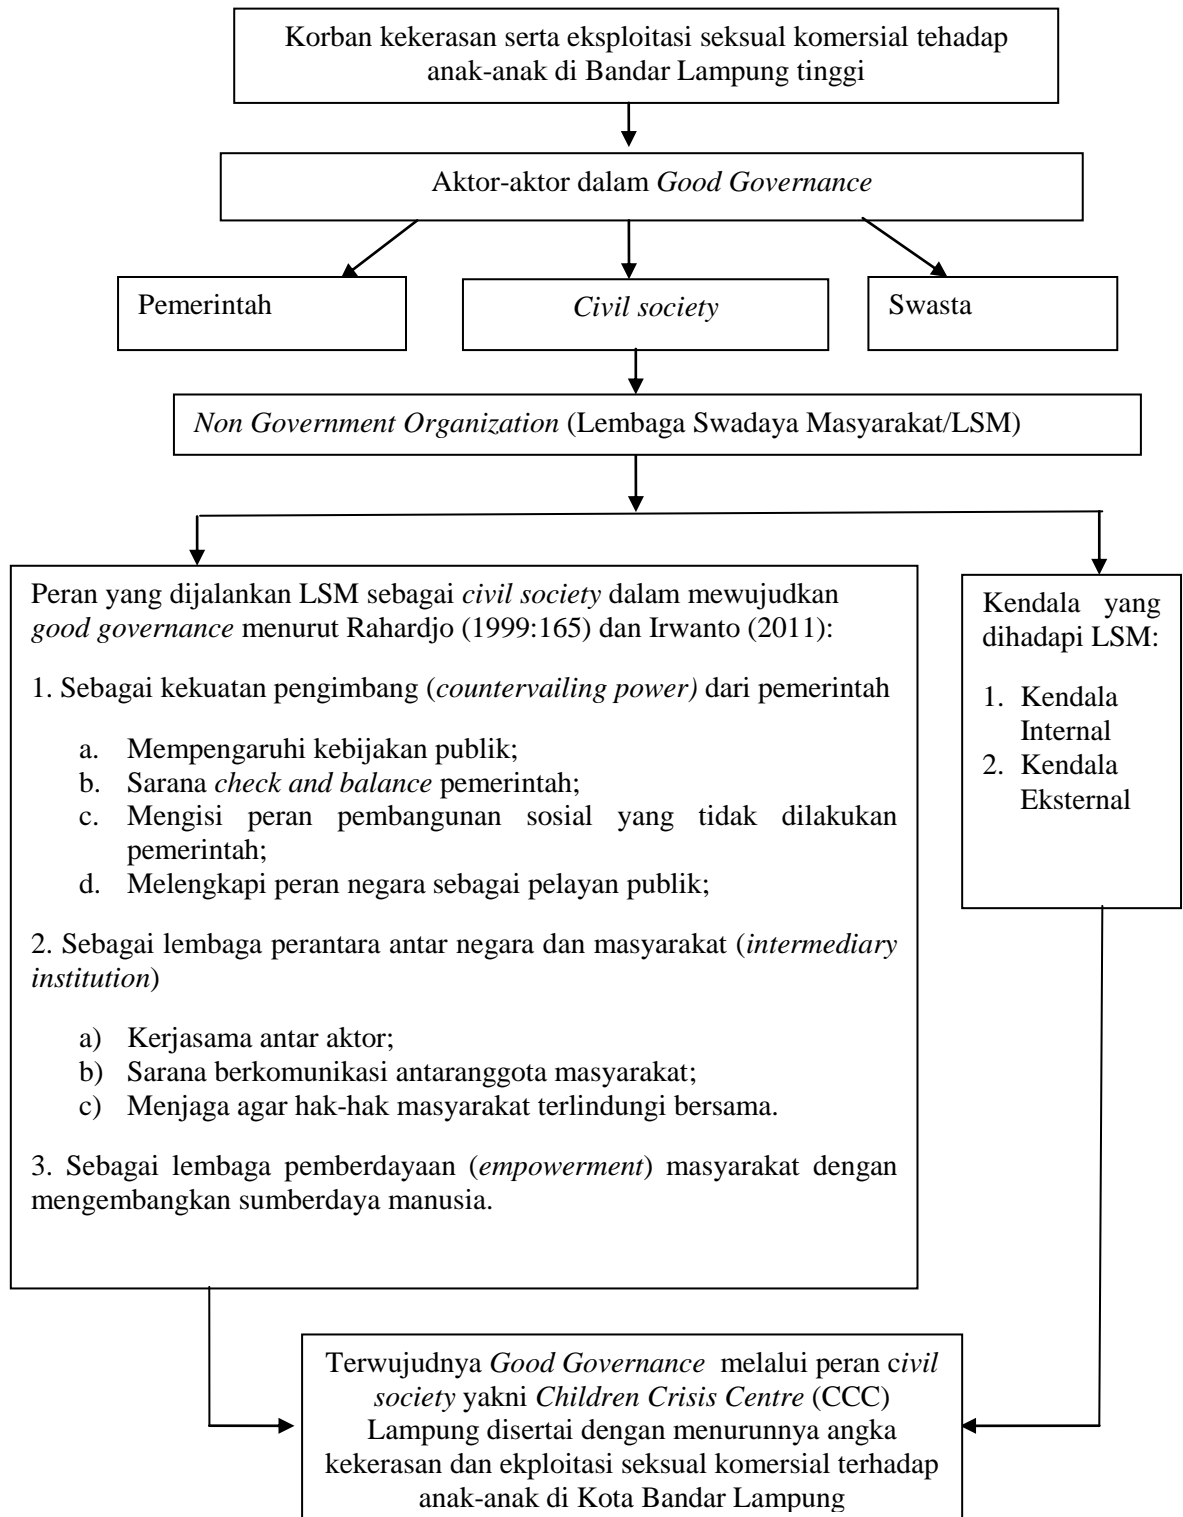 Korban kekerasan serta eksploitasi seksual komersial tehadap
anak-anak di Bandar Lampung tinggi
Aktor-aktor dalam Good Governance
Pemerintah
Civil society
Swasta
Non Government Organization (Lembaga Swadaya Masyarakat/LSM)
Peran yang dijalankan LSM sebagai civil society dalam mewujudkan
good governance menurut Rahardjo (1999:165) dan Irwanto (2011):
1. Sebagai kekuatan pengimbang (countervailing power) dari pemerintah
a. Mempengaruhi kebijakan publik;
b. Sarana check and balance pemerintah;
c. Mengisi peran pembangunan sosial yang tidak dilakukan
pemerintah;
d. Melengkapi peran negara sebagai pelayan publik;
2. Sebagai lembaga perantara antar negara dan masyarakat (intermediary
institution)
a) Kerjasama antar aktor;
b) Sarana berkomunikasi antaranggota masyarakat;
c) Menjaga agar hak-hak masyarakat terlindungi bersama.
3. Sebagai lembaga pemberdayaan (empowerment) masyarakat dengan
mengembangkan sumberdaya manusia.
Kendala yang
dihadapi LSM:
1. Kendala
Internal
2. Kendala
Eksternal
Terwujudnya Good Governance melalui peran civil
society yakni Children Crisis Centre (CCC)
Lampung disertai dengan menurunnya angka
kekerasan dan ekploitasi seksual komersial terhadap
anak-anak di Kota Bandar Lampung